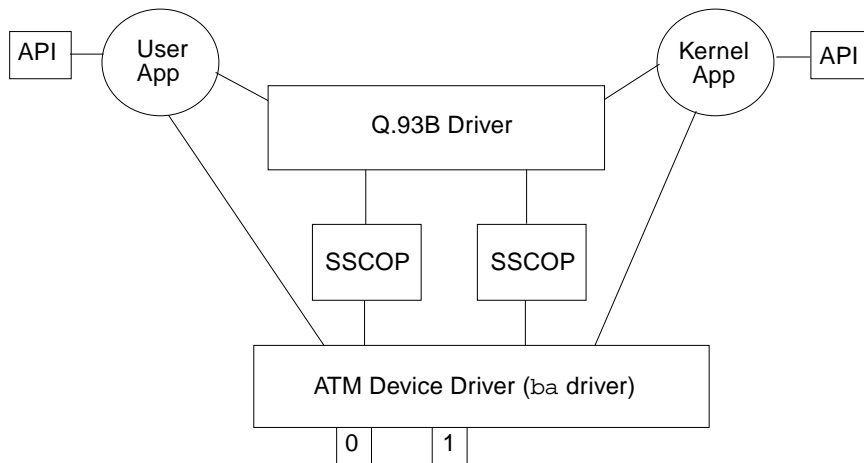 API
User
App
Kernel
App
API
Q.93B Driver
SSCOP
SSCOP
ATM Device Driver (ba driver)
0
1